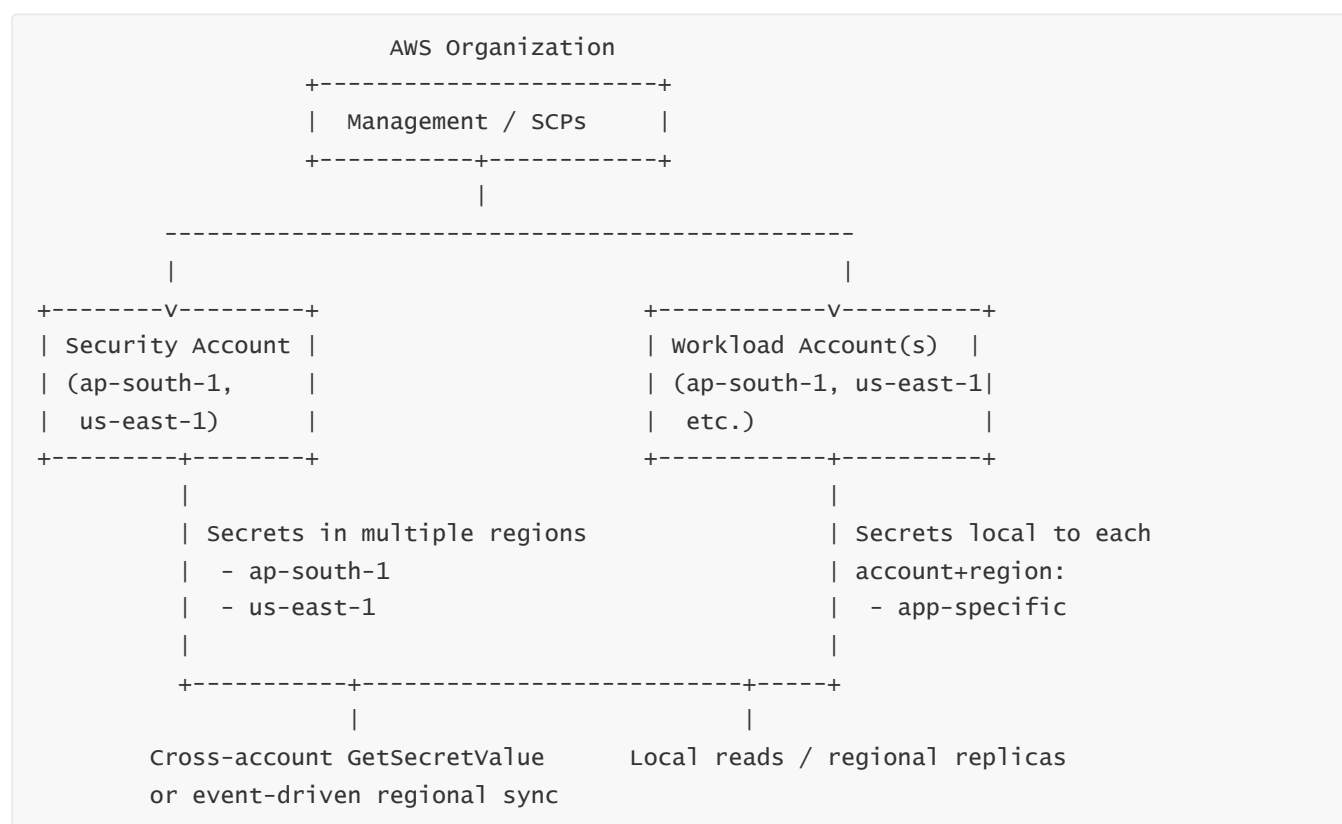 AWS Organization
+------------------------+
|  Management / SCPs     |
+-----------+------------+
|
-------------------------------------------------
| |
+--------v---------+ +------------v----------+
| Security Account | | Workload Account(s)  |
| (ap-south-1,     | | (ap-south-1, us-east-1|
|  us-east-1)      | |  etc.)                |
+---------+--------+ +------------+----------+
| |
| Secrets in multiple regions | Secrets local to each
|  - ap-south-1 | account+region:
|  - us-east-1 |  - app-specific
| |
+-----------+---------------------------+-----+
| |
Cross-account GetSecretValue Local reads / regional replicas
or event-driven regional sync